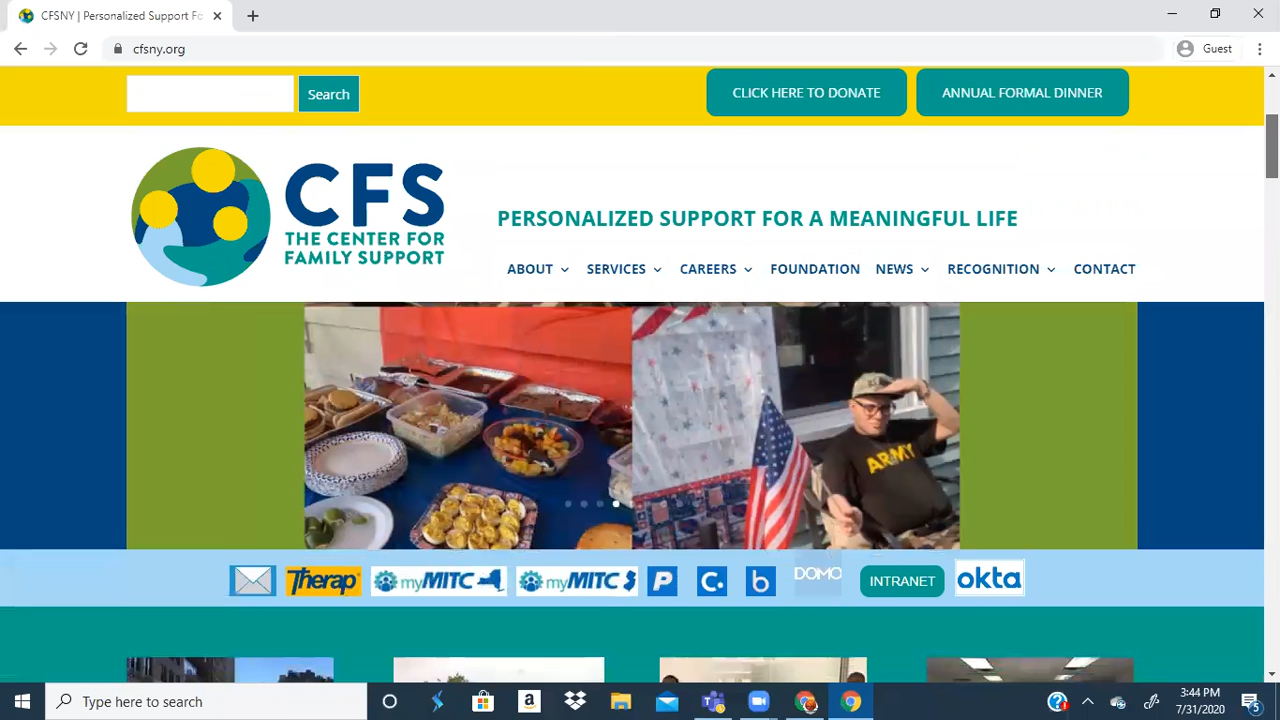 CFSNY | Personalized Support Fo
cfsny.org
Guest
Search
CLICK HERE TO DONATE
ANNUAL FORMAL DINNER
CFS
THE CENTER FOR
FAMILY SUPPORT
PERSONALIZED SUPPORT FOR A MEANINGFUL LIFE
ABOUT SERVICES CAREERS FOUNDATION NEWS RECOGNITION CONTACT
ARMY
Therap myMITC myMITC P C. b DOMO INTRANET okta
Type here to search
3:44 PM
7/31/2020
5